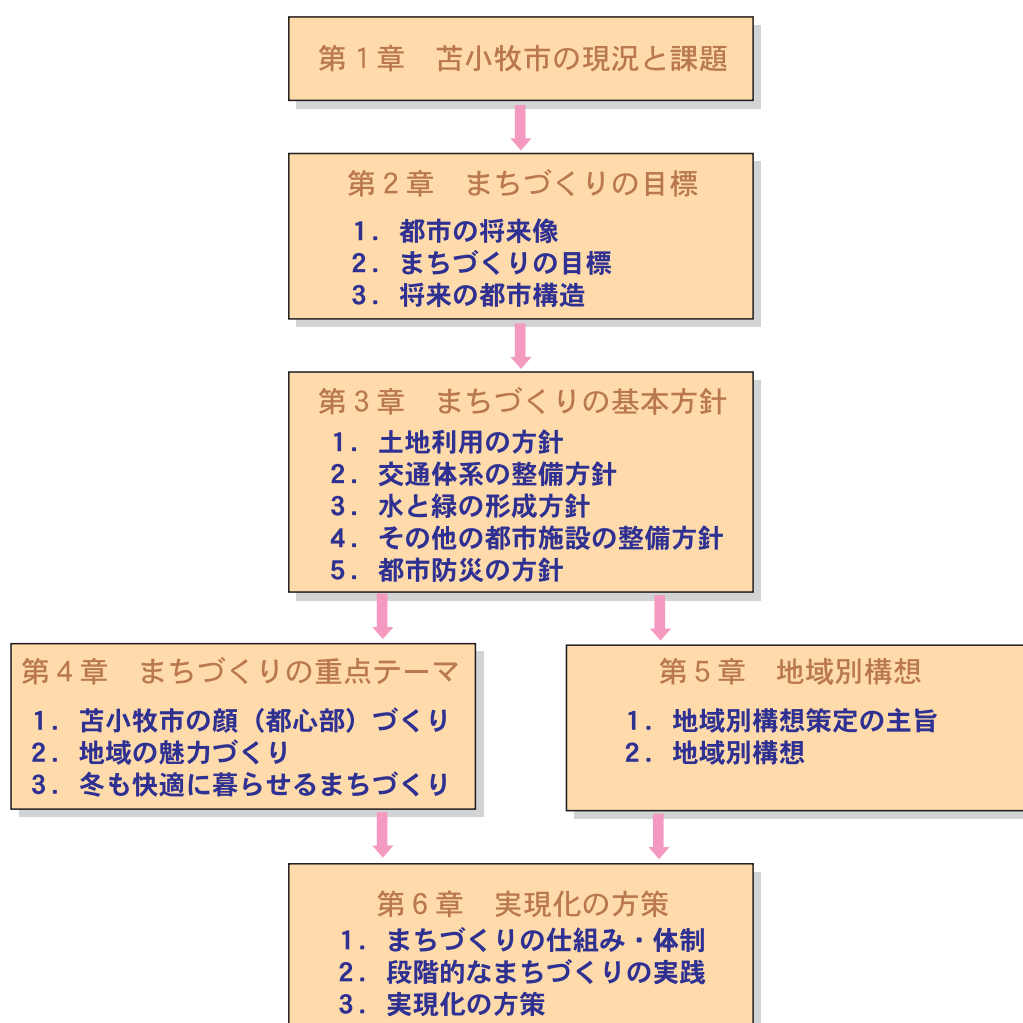 第1章　苫小牧市の現況と課題
第2章　まちづくりの目標
1．都市の将来像
2．まちづくりの目標
3．将来の都市構造
第3章　まちづくりの基本方針
1．土地利用の方針
2．交通体系の整備方針
3．水と緑の形成方針
4．その他の都市施設の整備方針
5．都市防災の方針
第4章　まちづくりの重点テーマ
1．苫小牧市の顔（都心部）づくり
2．地域の魅力づくり
3．冬も快適に暮らせるまちづくり
第5章　地域別構想
1．地域別構想策定の主旨
2．地域別構想
第6章　実現化の方策
1．まちづくりの仕組み・体制
2．段階的なまちづくりの実践
3．実現化の方策